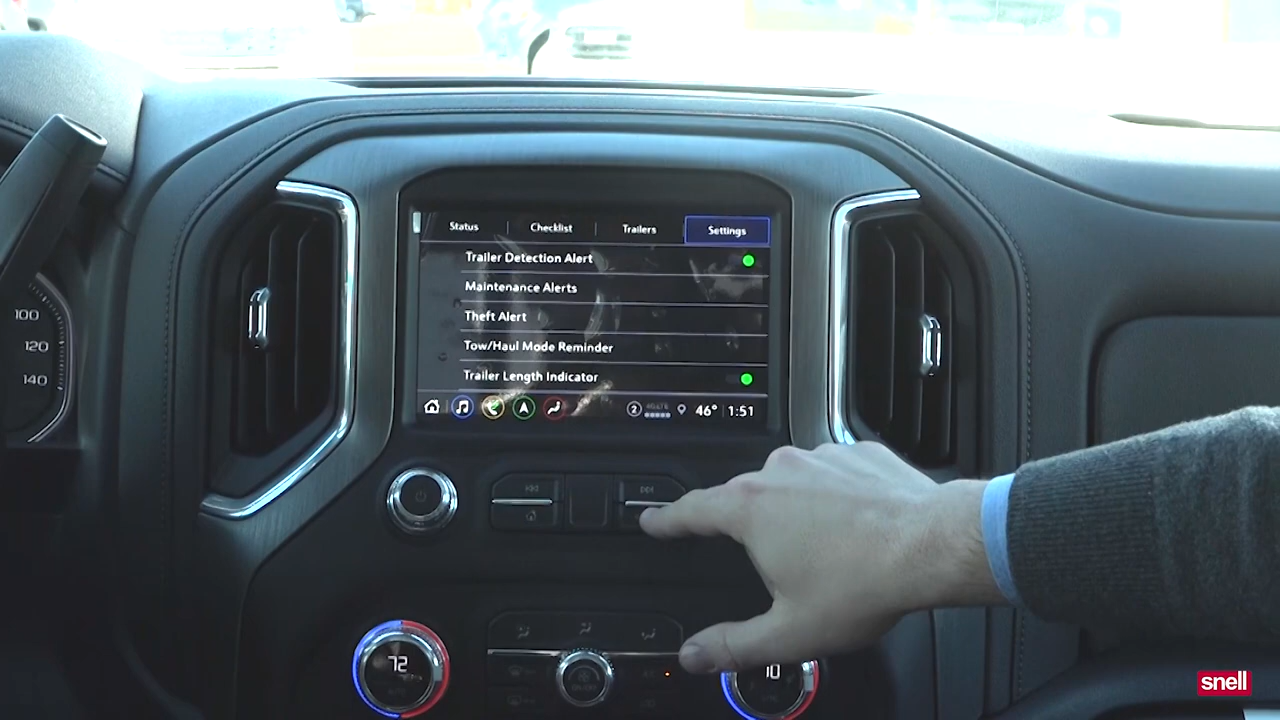 Status Checklist Trailers Settings
Trailer Detection Alert
100
Maintenance Alerts
Theft Alert
120
Tow/Haul Mode Reminder
140
Trailer Length Indicator
2 46° 1:51
72
snell